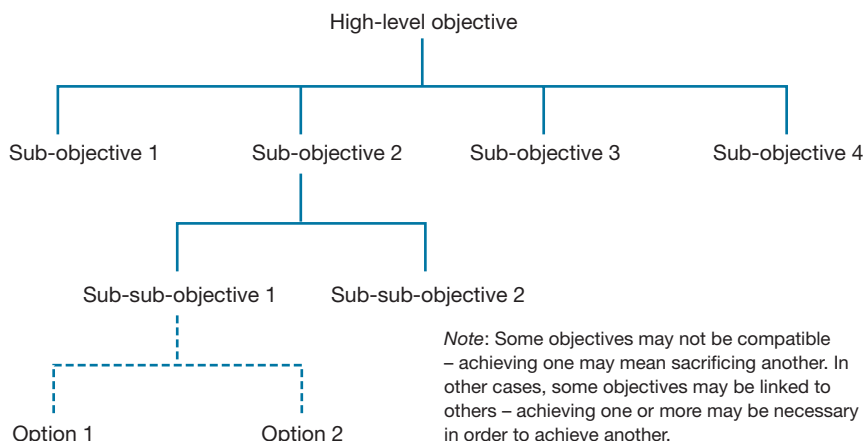 High-level objective
Sub-objective 1 Sub-objective 2 Sub-objective 3 Sub-objective 4
Sub-sub-objective 1 Sub-sub-objective 2
Note: Some objectives may not be compatible
– achieving one may mean sacrificing another. In
other cases, some objectives may be linked to
others – achieving one or more may be necessary
in order to achieve another.
Option 1 Option 2